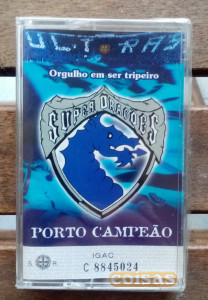 ULTRAS
Orgulho em ser tripeiro
SUPER DRAGÕES
PORTO CAMPEÃO
IGAC
S. R.
C 8845024
coisas